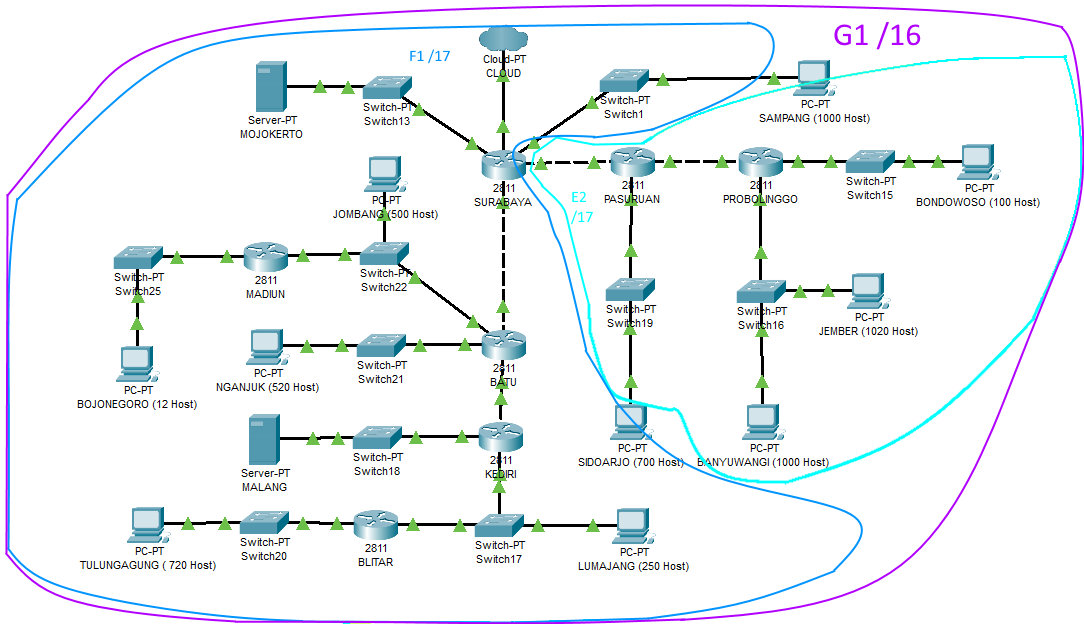 G1 /16
F1 /17
Cloud-PT
CLOUD
Switch-PT
Switch13
Server-PT
MOJOKERTO
Switch-PT
Switch1
PC-PT
SAMPANG (1000 Host)
2811
SURABAYA
E2
/17
2811
PASURUAN
2811
PROBOLINGGO
Switch-PT
Switch15
PC-PT
BONDOWOSO (100 Host)
PC-PT
JOMBANG (500 Host)
Switch-PT
Switch25
2811
MADIUN
Switch-PT
Switch22
Switch-PT
Switch19
Switch-PT
Switch16
PC-PT
JEMBER (1020 Host)
PC-PT
BOJONEGORO (12 Host)
PC-PT
NGANJUK (520 Host)
Switch-PT
Switch21
2811
BATU
Server-PT
MALANG
Switch-PT
Switch18
2811
KEDIRI
PC-PT
SIDOARJO (700 Host)
PC-PT
BANYUWANGI (1000 Host)
PC-PT
TULUNGAGUNG ( 720 Host)
Switch-PT
Switch20
2811
BLITAR
Switch-PT
Switch17
PC-PT
LUMAJANG (250 Host)